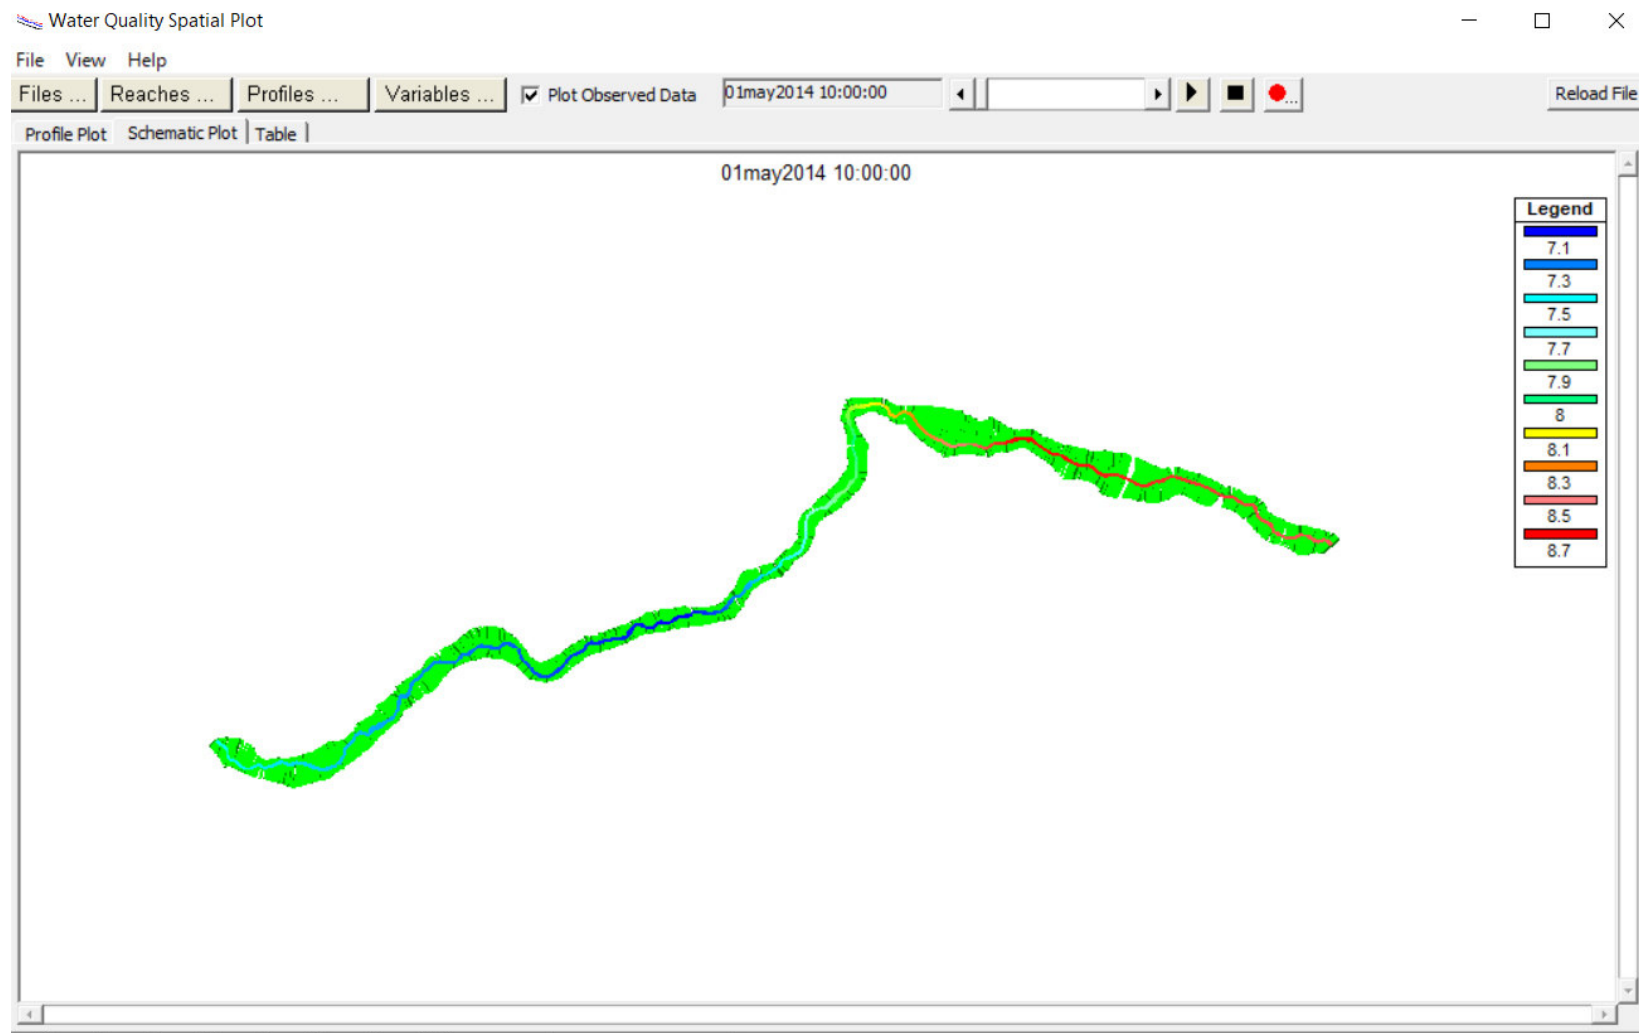 Water Quality Spatial Plot
File View Help
Files ... Reaches ... Profiles ... Variables ... Plot Observed Data 01may2014 10:00:00 ... Reload File
Profile Plot Schematic Plot Table
01may2014 10:00:00
Legend
7.1
7.3
7.5
7.7
7.9
8
8.1
8.3
8.5
8.7